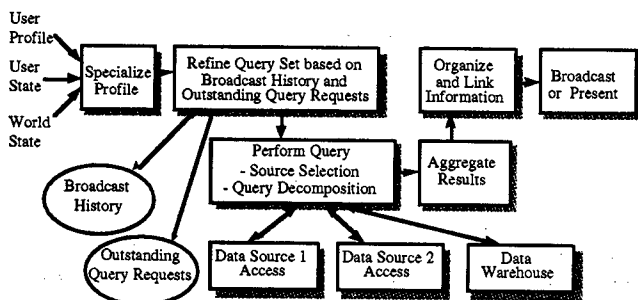 User
Profile
User
State
World
State
Specialize
Profile
Refine Query Set based on
Broadcast History and
Outstanding Query Requests
Organize
and Link
Information
Broadcast
or Present
Perform Query
- Source Selection
- Query Decomposition
Aggregate
Results
Broadcast
History
Outstanding
Query Requests
Data Source 1
Access
Data Source 2
Access
Data
Warehouse